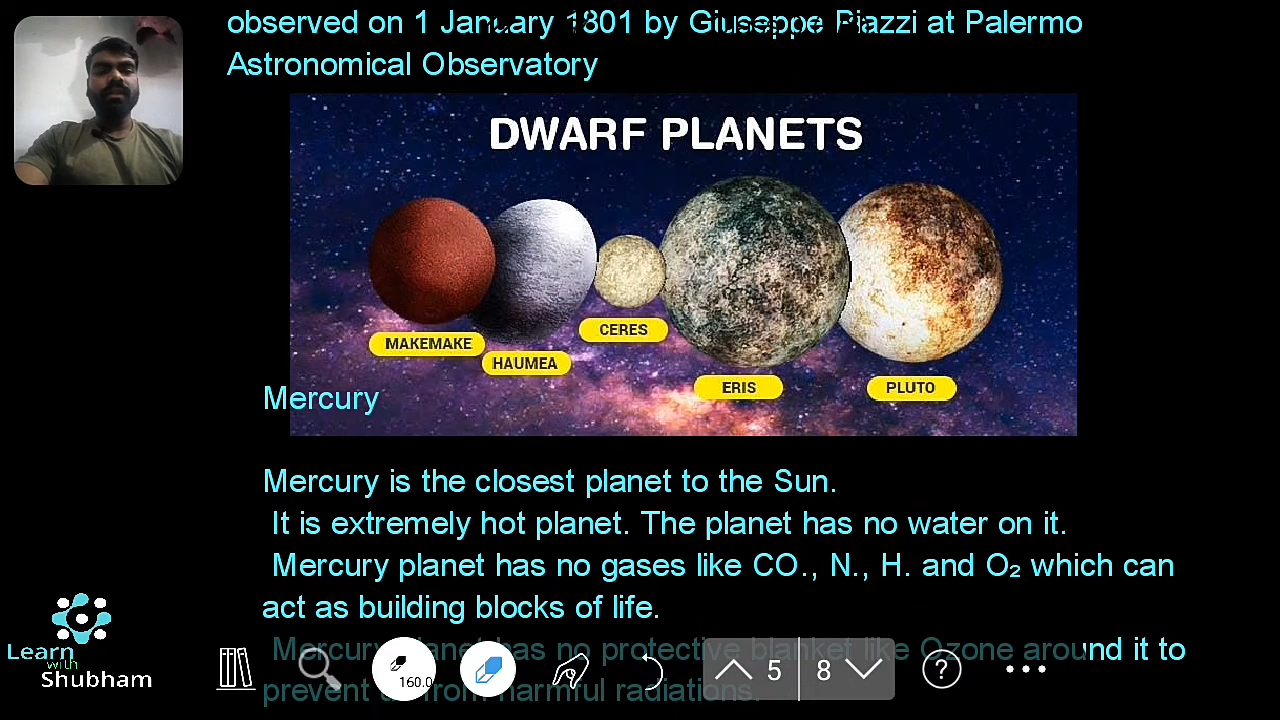 observed on 1 January 1801 by Giuseppe Piazzi at Palermo
Astronomical Observatory
DWARF PLANETS
MAKEMAKE
HAUMEA
CERES
ERIS
PLUTO
Mercury
Mercury is the closest planet to the Sun.
It is extremely hot planet. The planet has no water on it.
Mercury planet has no gases like CO., N., H. and O₂ which can
act as building blocks of life.
Mercury planet has no protective blanket like Ozone around it to
prevent from harmful radiations.
Learn
with
Shubham
160.0
5 8
?